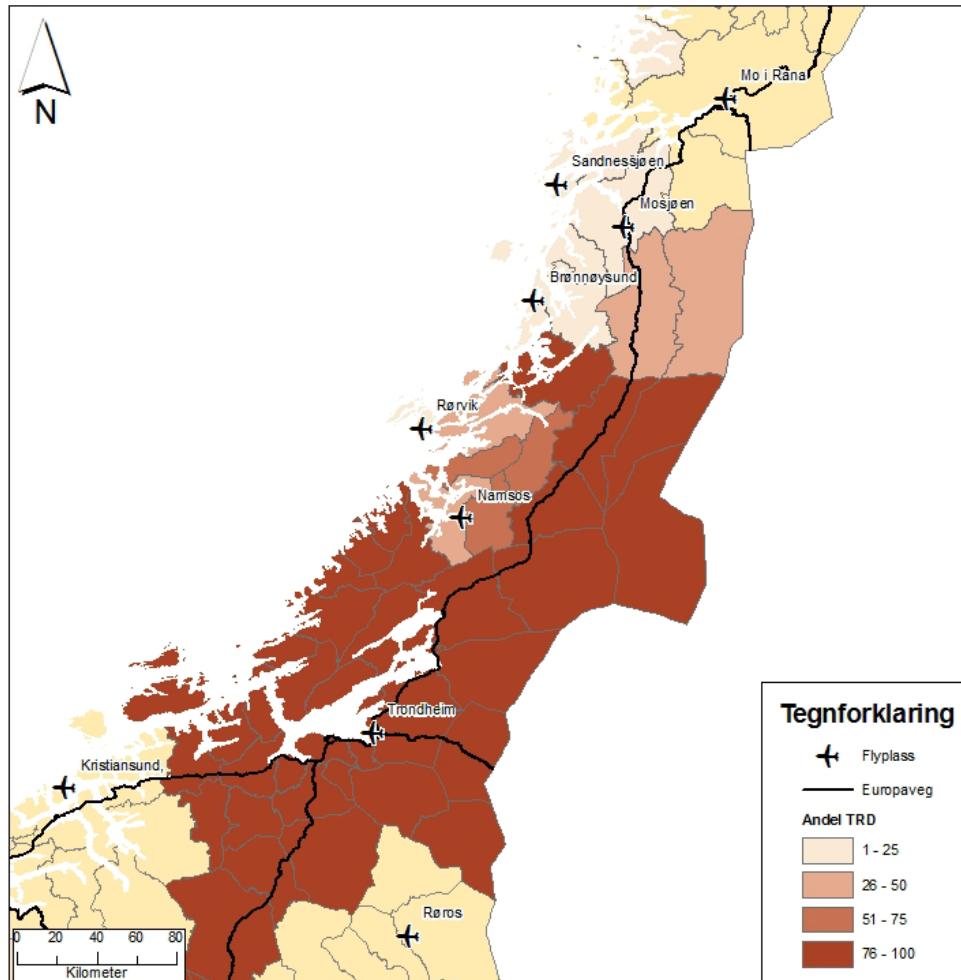 N
Mo i Rana
Sandnessjøen
Mosjøen
Brønnøysund
Rørvik
Namsos
Trondheim
Kristiansund,
Røros
0 20 40 60 80
Kilometer
Tegnforklaring
Flyplass
Europaveg
Andel TRD
1 - 25
26 - 50
51 - 75
76 - 100